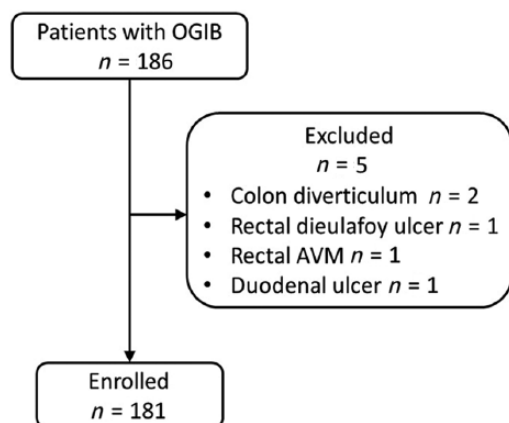 Patients with OGIB
n = 186
Excluded
n = 5
• Colon diverticulum n = 2
• Rectal dieulafoy ulcer n = 1
• Rectal AVM n = 1
• Duodenal ulcer n = 1
Enrolled
n = 181